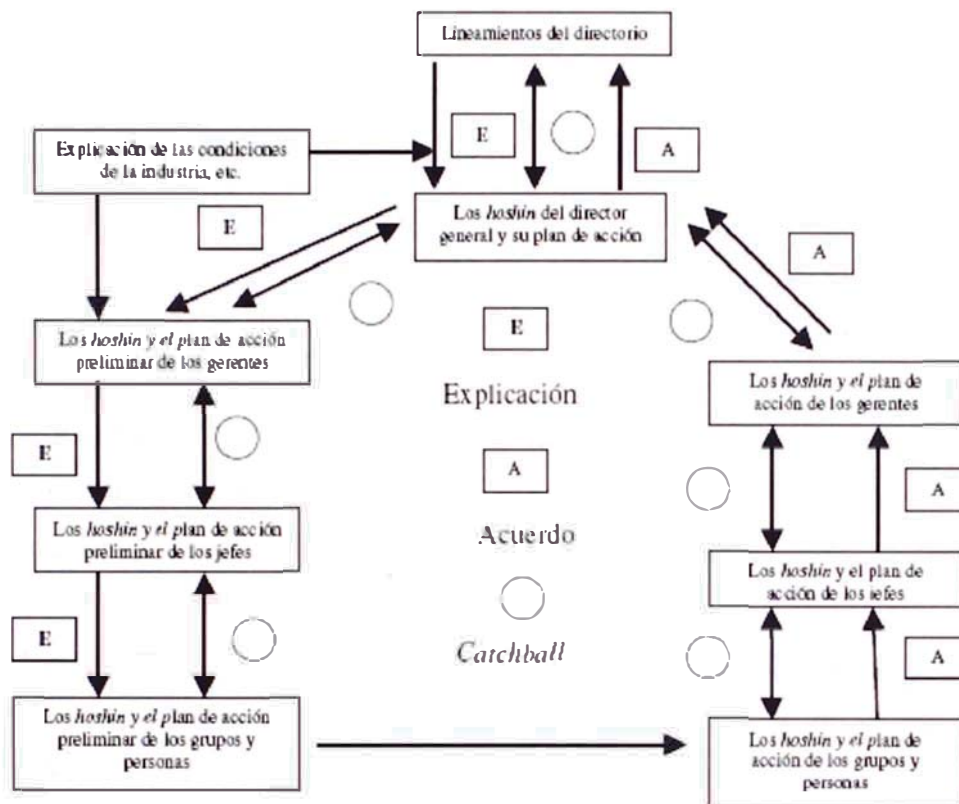 Lineamientos del directorio
E
A
Explicación de las condiciones
de la industria, etc.
E
Los hoshin del director
general y su plan de acción
A
Los hoshin y el plan de acción
preliminar de los gerentes
E
Explicación
Los hoshin y el plan de
acción de los gerentes
E
A
A
Los hoshin y el plan de acción
preliminar de los jefes
Acuerdo
Los hoshin y el plan de
acción de los jefes
E
Catchball
A
Los hoshin y el plan de acción
preliminar de los grupos y
personas
Los hoshin y el plan de
acción de los grupos y
personas